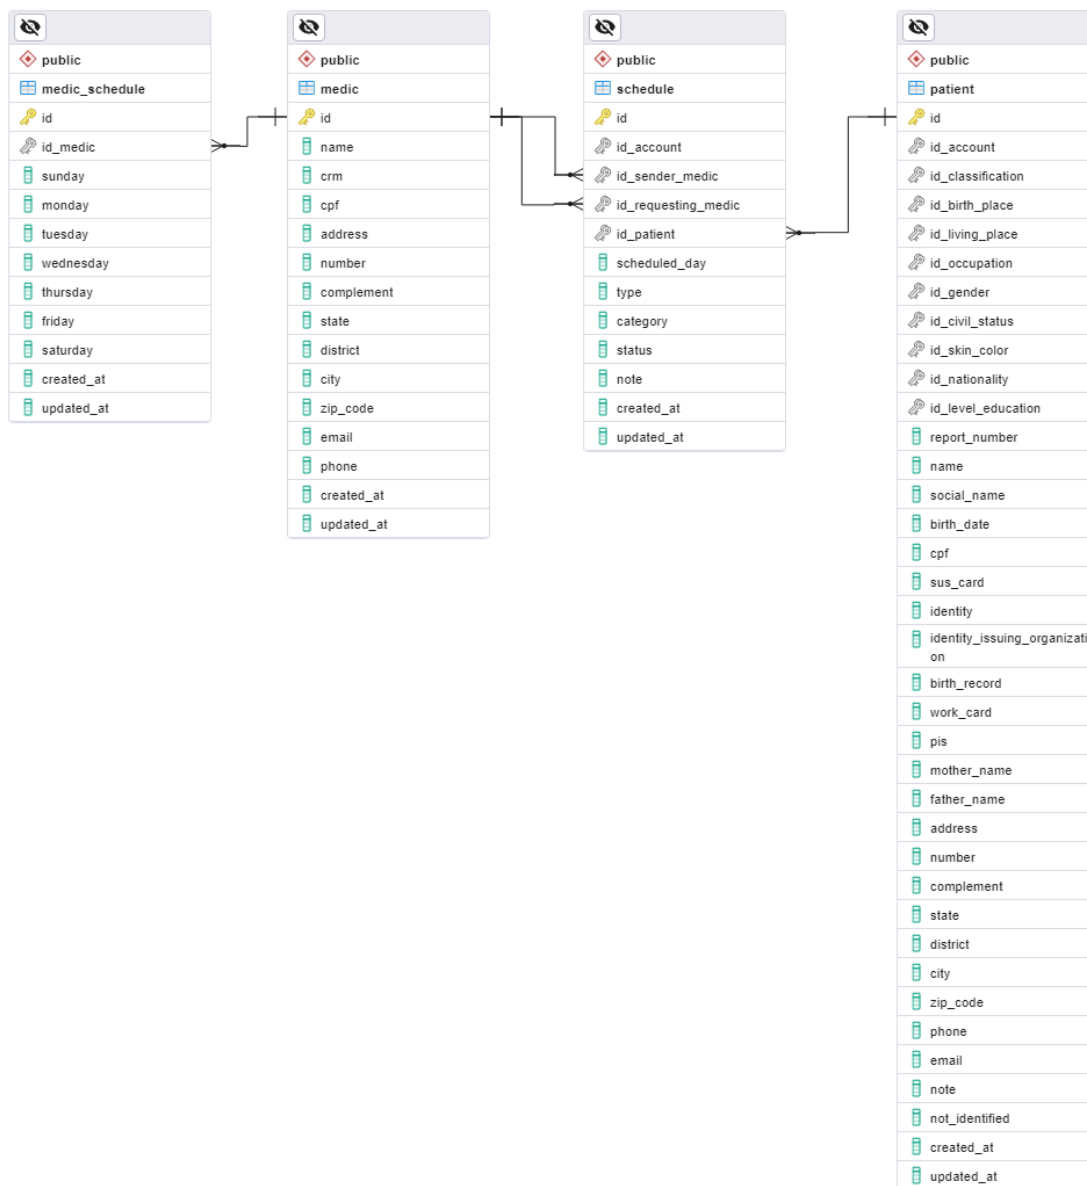 public
medic_schedule
id
id_medic
sunday
monday
tuesday
wednesday
thursday
friday
saturday
created_at
updated_at
public
medic
id
name
crm
cpf
address
number
complement
state
district
city
zip_code
email
phone
created_at
updated_at
public
schedule
id
id_account
id_sender_medic
id_requesting_medic
id_patient
scheduled_day
type
category
status
note
created_at
updated_at
public
patient
id
id_account
id_classification
id_birth_place
id_living_place
id_occupation
id_gender
id_civil_status
id_skin_color
id_nationality
id_level_education
report_number
name
social_name
birth_date
cpf
sus_card
identity
identity_issuing_organizati
on
birth_record
work_card
pis
mother_name
father_name
address
number
complement
state
district
city
zip_code
phone
email
note
not_identified
created_at
updated_at